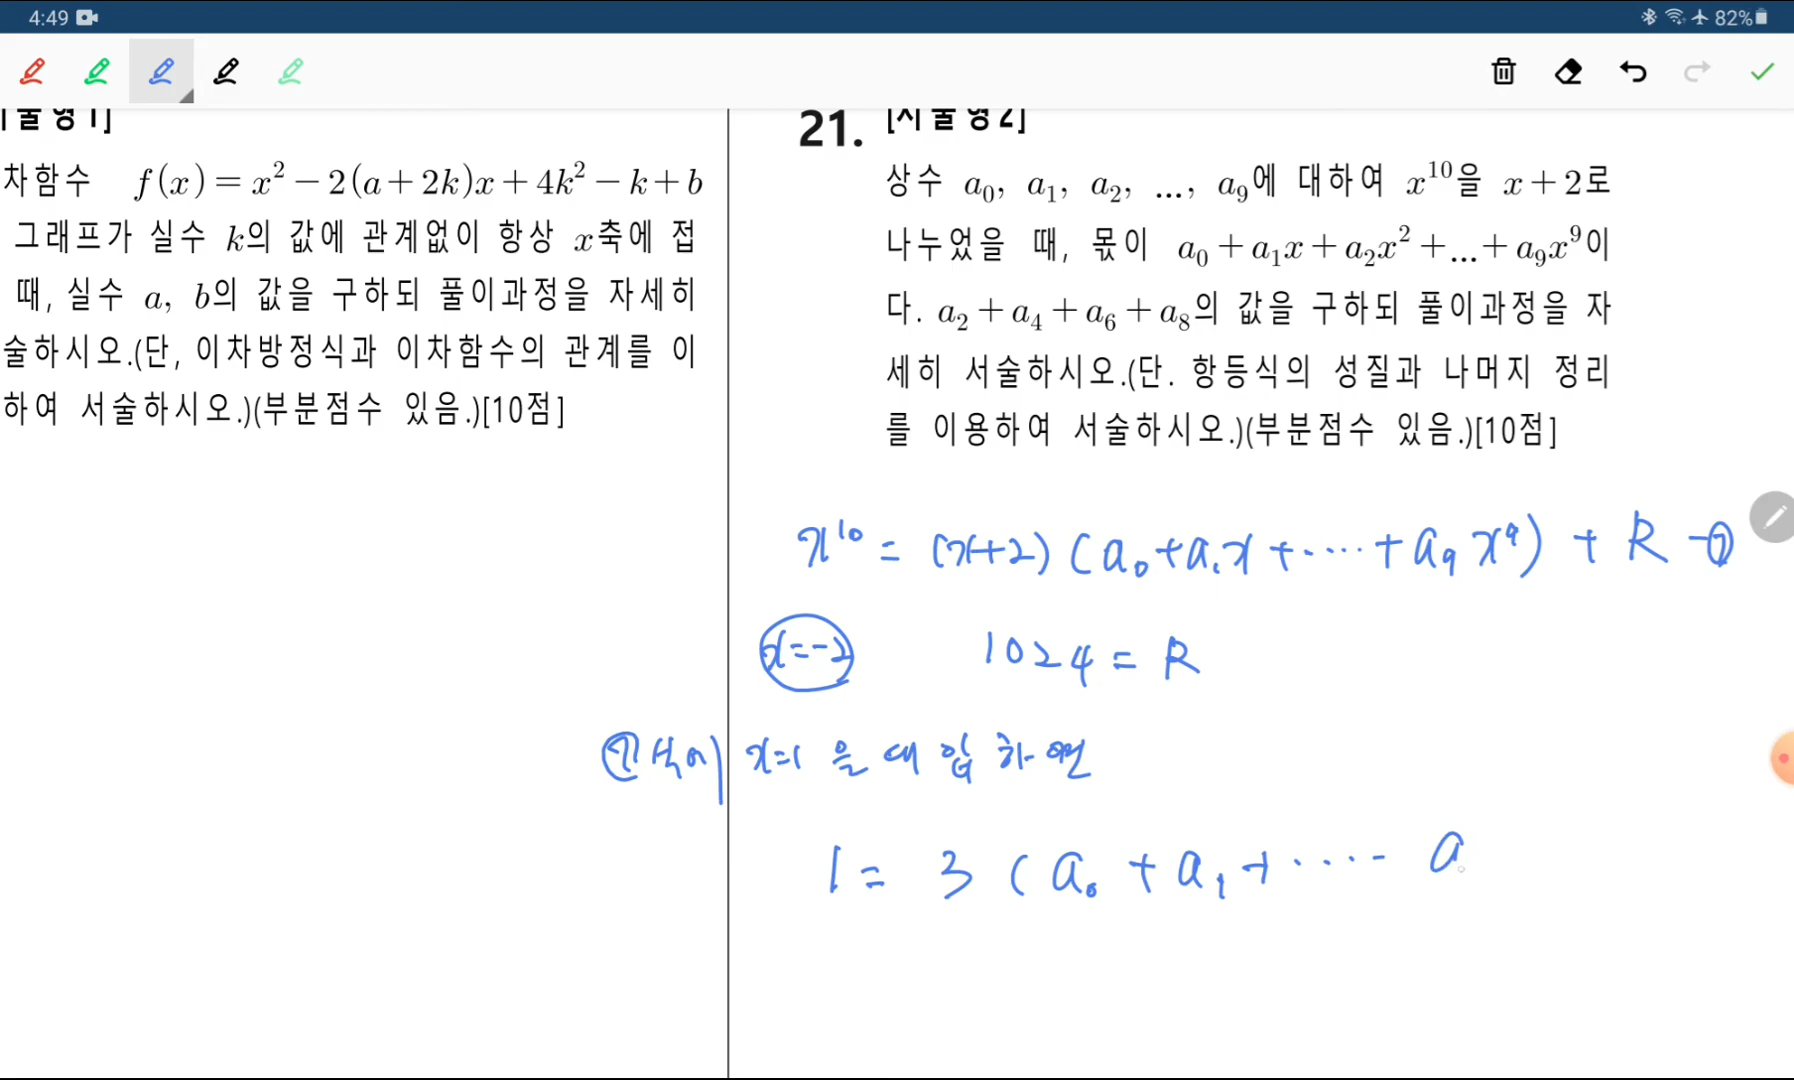 4:49
82%
술형1]
차함수 f(x)=x²−2(a+2k)x+4k²−k+b
그래프가 실수 k의 값에 관계없이 항상 x축에 접
때, 실수 a, b의 값을 구하되 풀이과정을 자세히
술하시오.(단, 이차방정식과 이차함수의 관계를 이
하여 서술하시오.)(부분점수 있음.)[10점]
21. [서술형2]
상수 a₀, a₁, a₂, ..., a₉에 대하여 x¹⁰을 x+2로
나누었을 때, 몫이 a₀+a₁x+a₂x²+...+a₉x⁹이
다. a₂+a₄+a₆+a₈의 값을 구하되 풀이과정을 자
세히 서술하시오.(단. 항등식의 성질과 나머지 정리
를 이용하여 서술하시오.)(부분점수 있음.)[10점]
x¹⁰ = (x+2)(a₀+a₁x+·····+a₉x⁹) + R −㉠
x=−2 1024 = R
㉠식에 x=1 을 대입하면
1 = 3 (a₀ + a₁ + ····· a